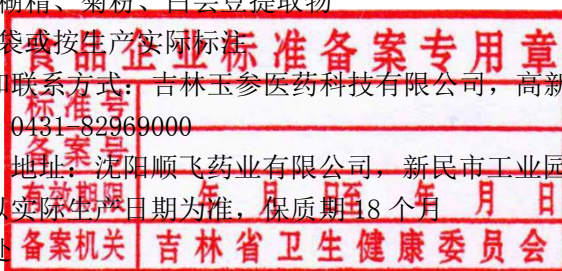 糊精、菊粉、白芸豆提取物
袋或按生产实际标注
食品企业标准备案专用章
和联系方式：吉林玉参医药科技有限公司，高新
标准号
0431-82969000
备案号
地址：沈阳顺飞药业有限公司，新民市工业园
有效期限 年 月 日至 年 月 日
以实际生产日期为准，保质期 18 个月
备案机关 吉林省卫生健康委员会